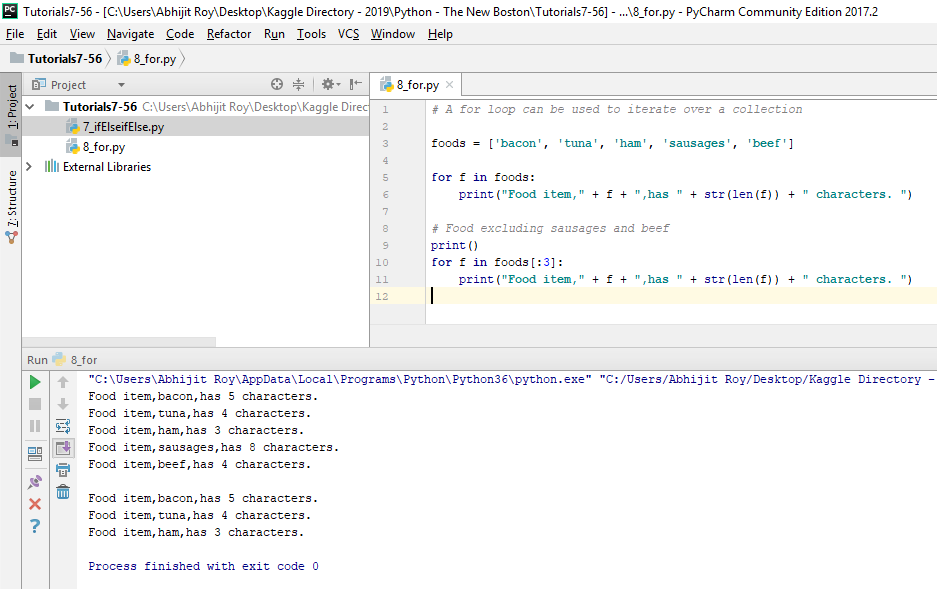 PC Tutorials7-56 - [C:\Users\Abhijit Roy\Desktop\Kaggle Directory - 2019\Python - The New Boston\Tutorials7-56] - ...\8_for.py - PyCharm Community Edition 2017.2
File Edit View Navigate Code Refactor Run Tools VCS Window Help
Tutorials7-56 8_for.py
1: Project
7: Structure
Project
Tutorials7-56 C:\Users\Abhijit Roy\Desktop\Kaggle Direc
7_ifElseifElse.py
8_for.py
External Libraries
8_for.py
1 # A for loop can be used to iterate over a collection
2
3 foods = ['bacon', 'tuna', 'ham', 'sausages', 'beef']
4
5 for f in foods:
6     print("Food item," + f + ",has " + str(len(f)) + " characters. ")
7
8 # Food excluding sausages and beef
9 print()
10 for f in foods[:3]:
11     print("Food item," + f + ",has " + str(len(f)) + " characters. ")
12
Run 8_for
"C:\Users\Abhijit Roy\AppData\Local\Programs\Python\Python36\python.exe" "C:/Users/Abhijit Roy/Desktop/Kaggle Directory -
Food item,bacon,has 5 characters.
Food item,tuna,has 4 characters.
Food item,ham,has 3 characters.
Food item,sausages,has 8 characters.
Food item,beef,has 4 characters.

Food item,bacon,has 5 characters.
Food item,tuna,has 4 characters.
Food item,ham,has 3 characters.

Process finished with exit code 0